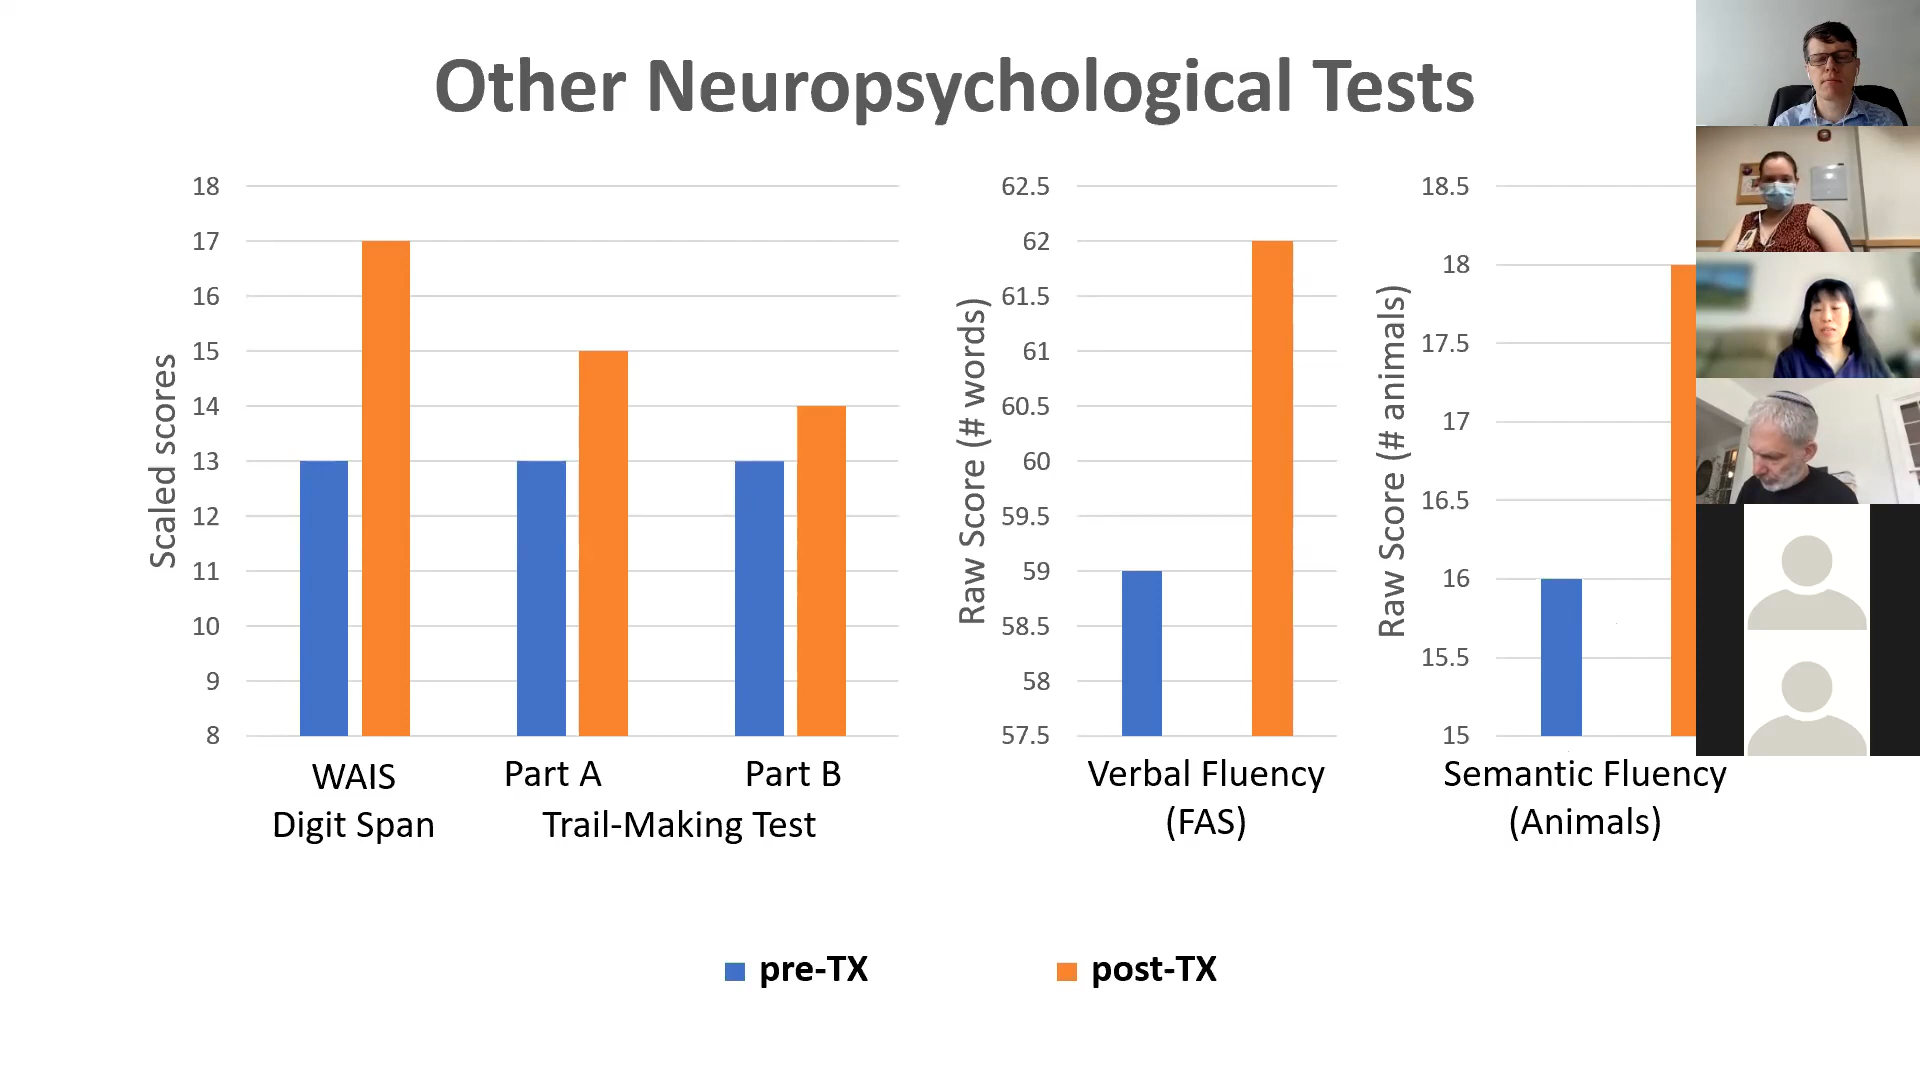 Other Neuropsychological Tests
Scaled scores
18
17
16
15
14
13
12
11
10
9
8
WAIS
Digit Span
Part A
Part B
Trail-Making Test
Raw Score (# words)
62.5
62
61.5
61
60.5
60
59.5
59
58.5
58
57.5
Verbal Fluency
(FAS)
Raw Score (# animals)
18.5
18
17.5
17
16.5
16
15.5
15
Semantic Fluency
(Animals)
pre-TX
post-TX